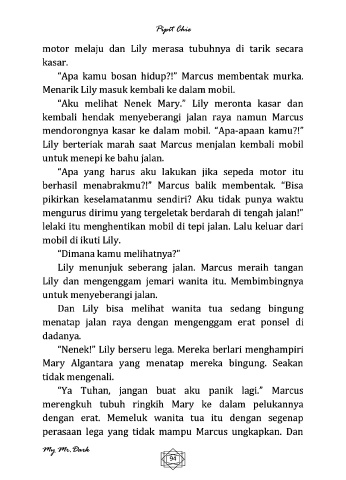 Pipit Chie
motor melaju dan Lily merasa tubuhnya di tarik secara
kasar.
“Apa kamu bosan hidup?!” Marcus membentak murka.
Menarik Lily masuk kembali ke dalam mobil.
“Aku melihat Nenek Mary.” Lily meronta kasar dan
kembali hendak menyeberangi jalan raya namun Marcus
mendorongnya kasar ke dalam mobil. “Apa-apaan kamu?!”
Lily berteriak marah saat Marcus menjalan kembali mobil
untuk menepi ke bahu jalan.
“Apa yang harus aku lakukan jika sepeda motor itu
berhasil menabrakmu?!” Marcus balik membentak. “Bisa
pikirkan keselamatanmu sendiri? Aku tidak punya waktu
mengurus dirimu yang tergeletak berdarah di tengah jalan!”
lelaki itu menghentikan mobil di tepi jalan. Lalu keluar dari
mobil di ikuti Lily.
“Dimana kamu melihatnya?”
Lily menunjuk seberang jalan. Marcus meraih tangan
Lily dan mengenggam jemari wanita itu. Membimbingnya
untuk menyeberangi jalan.
Dan Lily bisa melihat wanita tua sedang bingung
menatap jalan raya dengan mengenggam erat ponsel di
dadanya.
“Nenek!” Lily berseru lega. Mereka berlari menghampiri
Mary Algantara yang menatap mereka bingung. Seakan
tidak mengenali.
“Ya Tuhan, jangan buat aku panik lagi.” Marcus
merengkuh tubuh ringkih Mary ke dalam pelukannya
dengan erat. Memeluk wanita tua itu dengan segenap
perasaan lega yang tidak mampu Marcus ungkapkan. Dan
My Mr.Dark
94